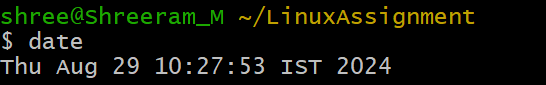 shree@Shreeram_M ~/LinuxAssignment
$ date
Thu Aug 29 10:27:53 IST 2024